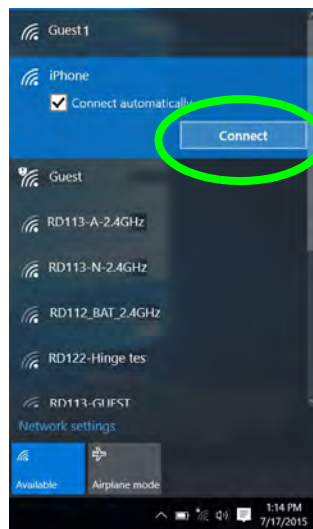 Guest1
iPhone
Connect automatically
Connect
Guest
RD113-A-2.4GHz
RD113-N-2.4GHz
RD112_BAT_2.4GHz
RD122-Hinge tes
RD113-GUEST
Network settings
Available
Airplane mode
1:14 PM
7/17/2015